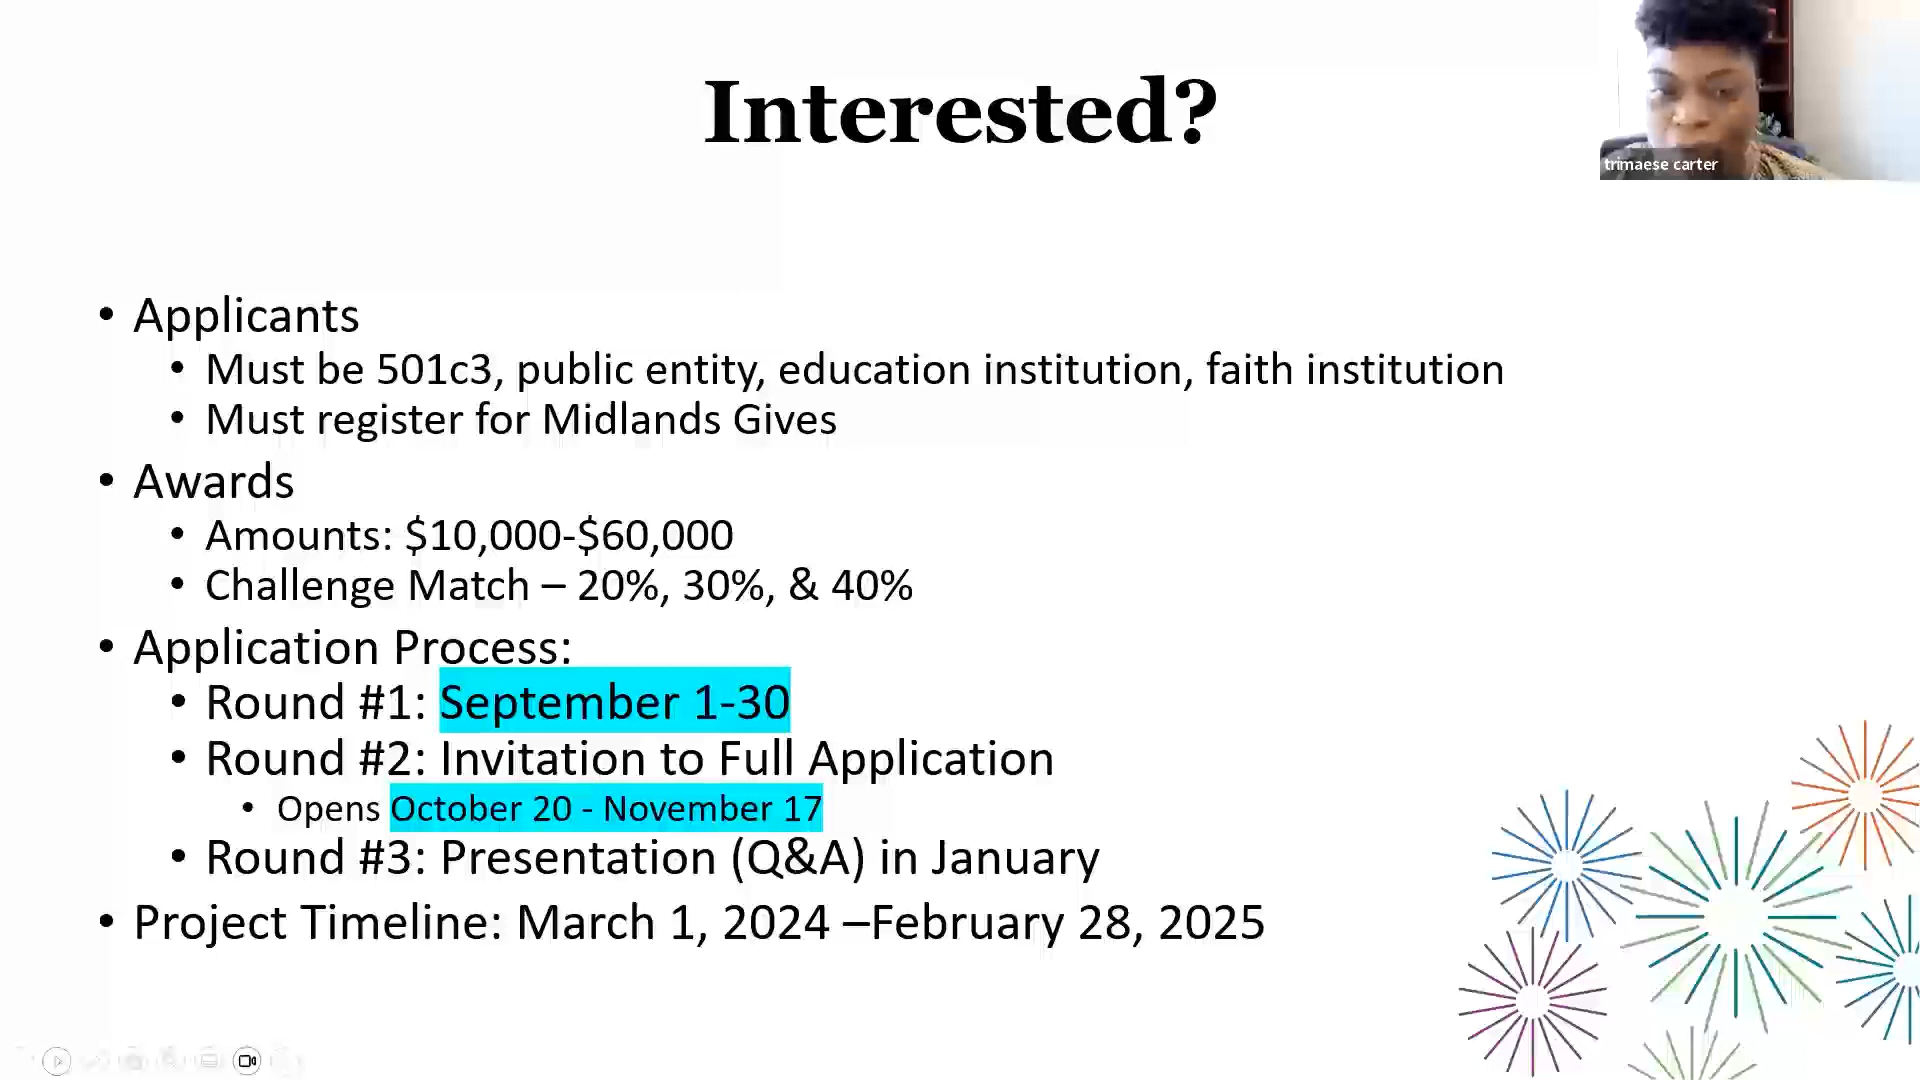 Interested?
trimaese carter
• Applicants
• Must be 501c3, public entity, education institution, faith institution
• Must register for Midlands Gives
• Awards
• Amounts: $10,000-$60,000
• Challenge Match – 20%, 30%, & 40%
• Application Process:
• Round #1: September 1-30
• Round #2: Invitation to Full Application
• Opens October 20 - November 17
• Round #3: Presentation (Q&A) in January
• Project Timeline: March 1, 2024 –February 28, 2025